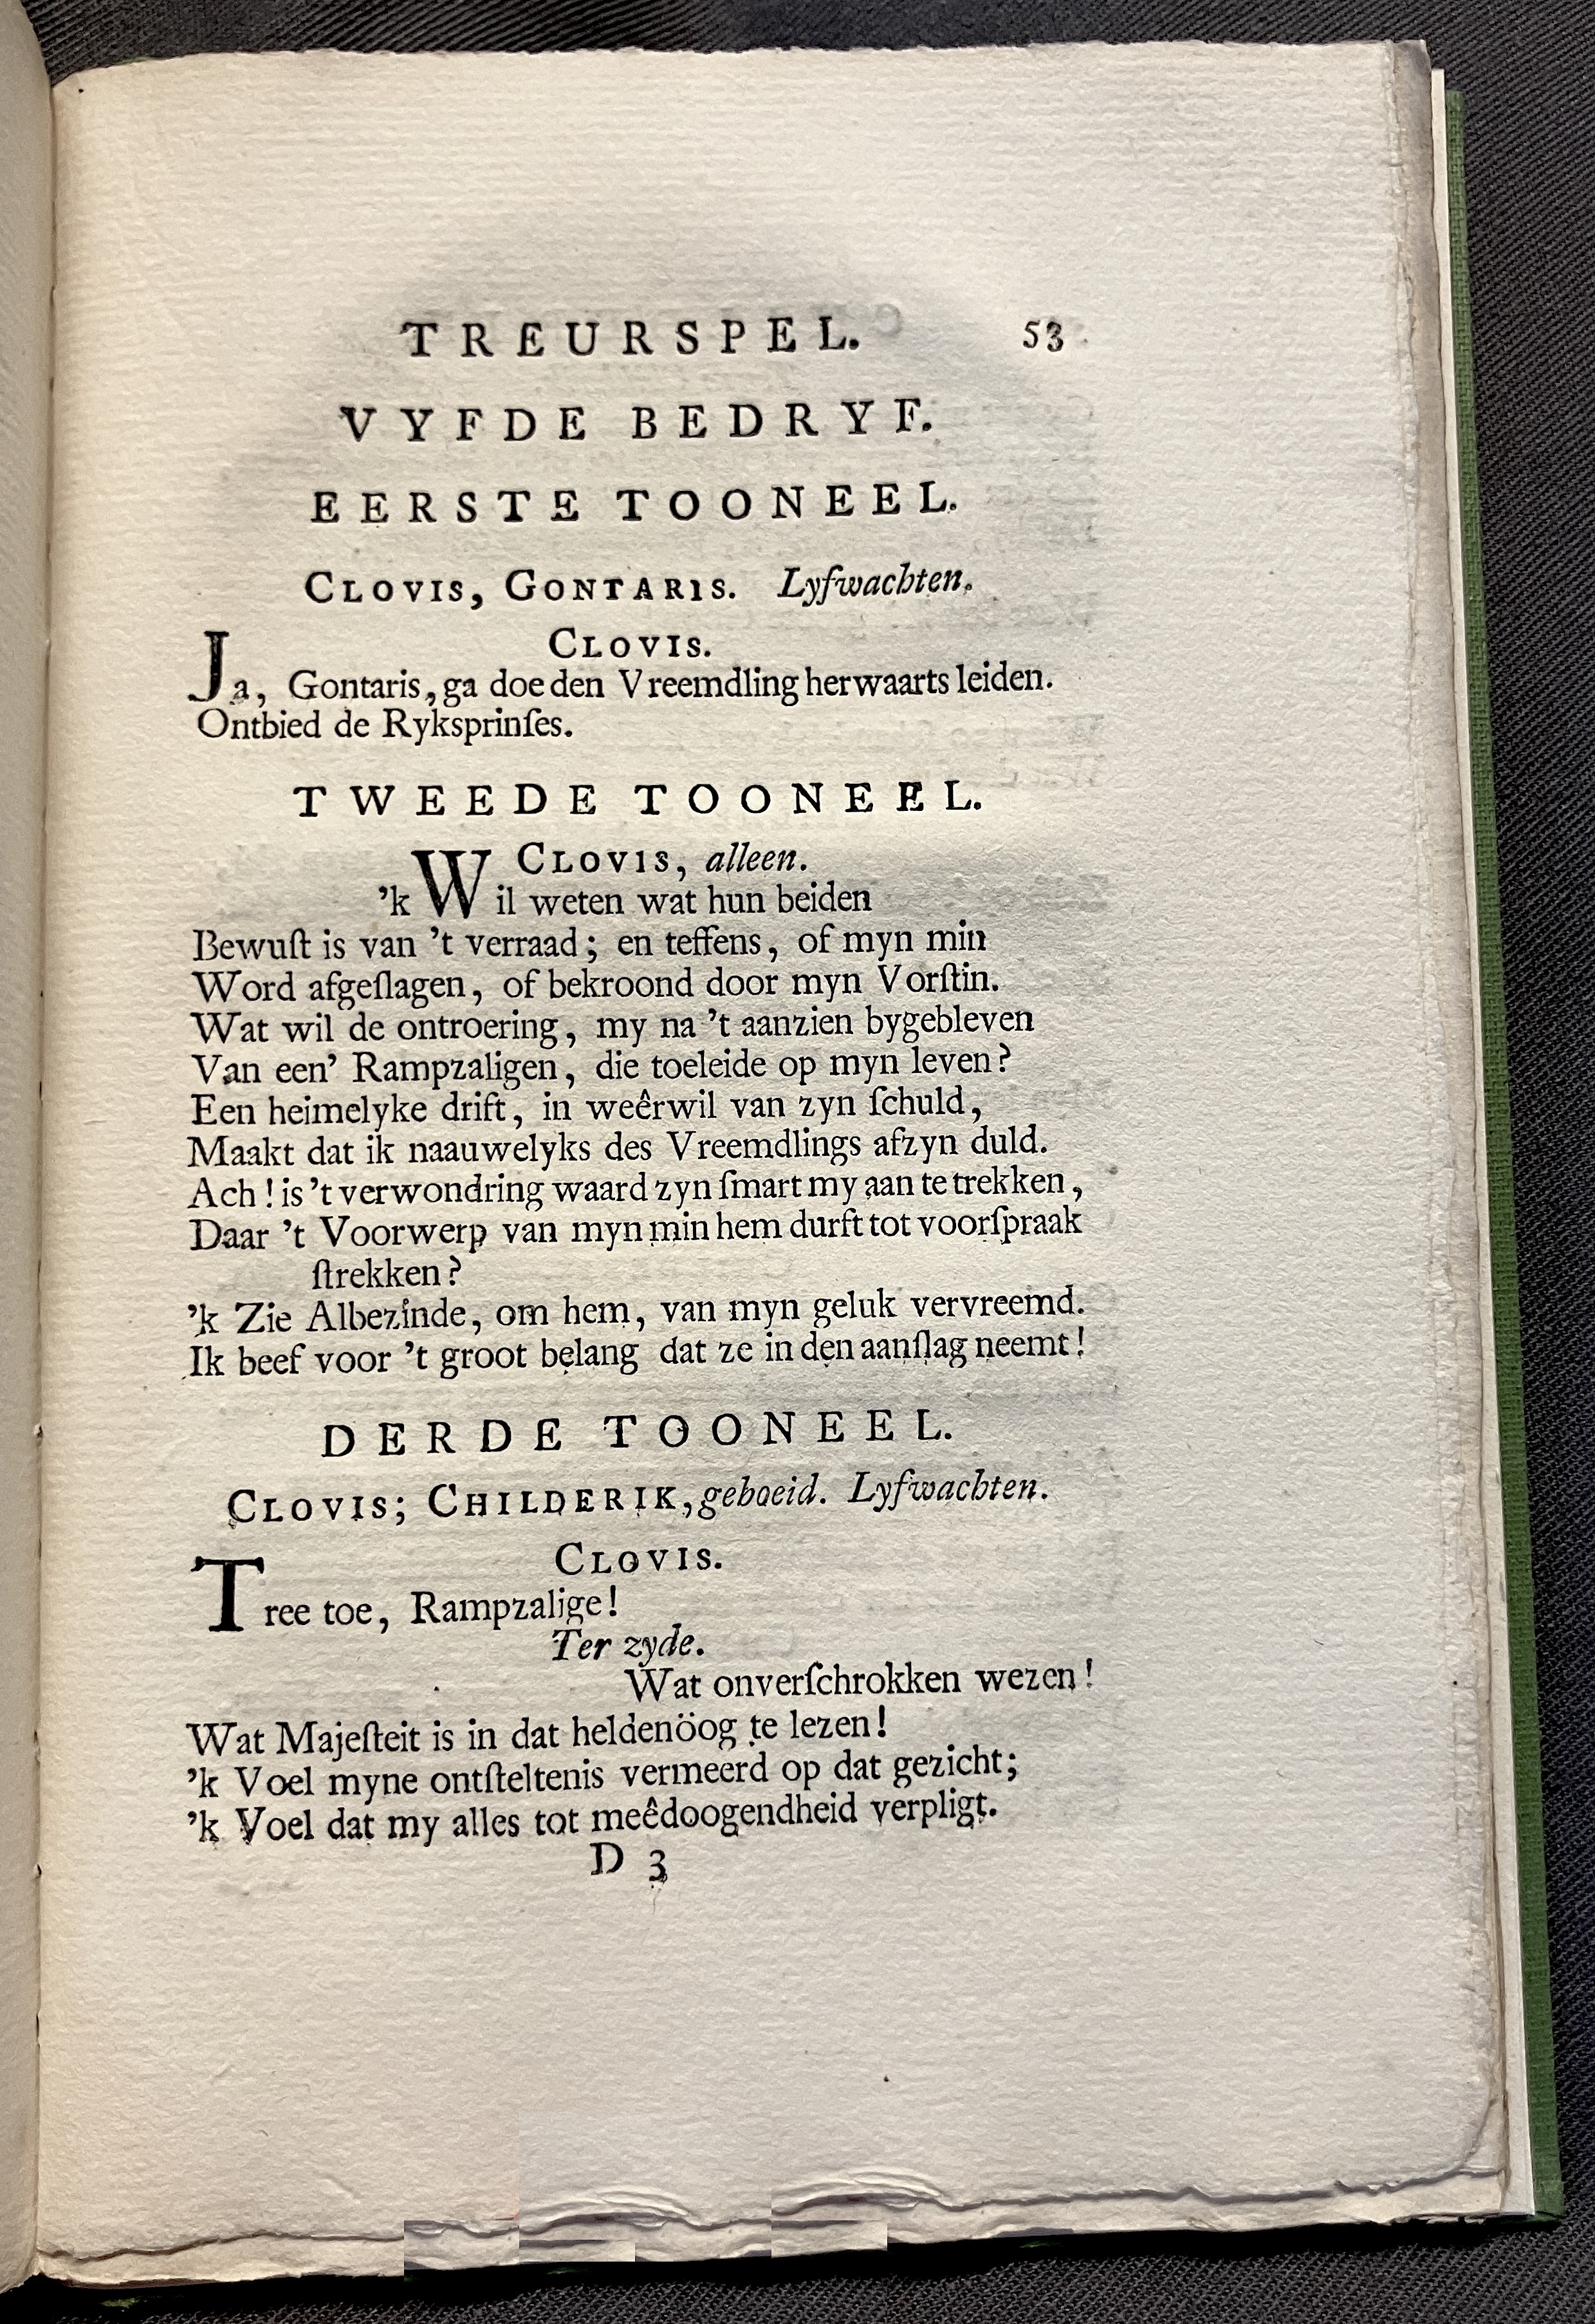 TREURSPEL. 53
VYFDE BEDRYF.
EERSTE TOONEEL.
CLOVIS, GONTARIS. Lyfwachten.
CLOVIS.
Ja, Gontaris, ga doe den Vreemdling herwaarts leiden.
Ontbied de Ryksprinſes.
TWEEDE TOONEEL.
CLOVIS, alleen.
’k Wil weten wat hun beiden
Bewuſt is van ’t verraad; en teffens, of myn min
Word afgeſlagen, of bekroond door myn Vorſtin.
Wat wil de ontroering, my na ’t aanzien bygebleven
Van een’ Rampzaligen, die toeleide op myn leven?
Een heimelyke drift, in weêrwil van zyn ſchuld,
Maakt dat ik naauwelyks des Vreemdlings afzyn duld.
Ach! is ’t verwondring waard zyn ſmart my aan te trekken,
Daar ’t Voorwerp van myn min hem durft tot voorſpraak
ſtrekken?
’k Zie Albezinde, om hem, van myn geluk vervreemd.
Ik beef voor ’t groot belang dat ze in den aanſlag neemt!
DERDE TOONEEL.
CLOVIS; CHILDERIK, geboeid. Lyfwachten.
CLOVIS.
Tree toe, Rampzalige!
Ter zyde.
Wat onverſchrokken wezen!
Wat Majeſteit is in dat heldenöog te lezen!
’k Voel myne ontſteltenis vermeerd op dat gezicht;
’k Voel dat my alles tot meêdoogendheid verpligt.
D 3